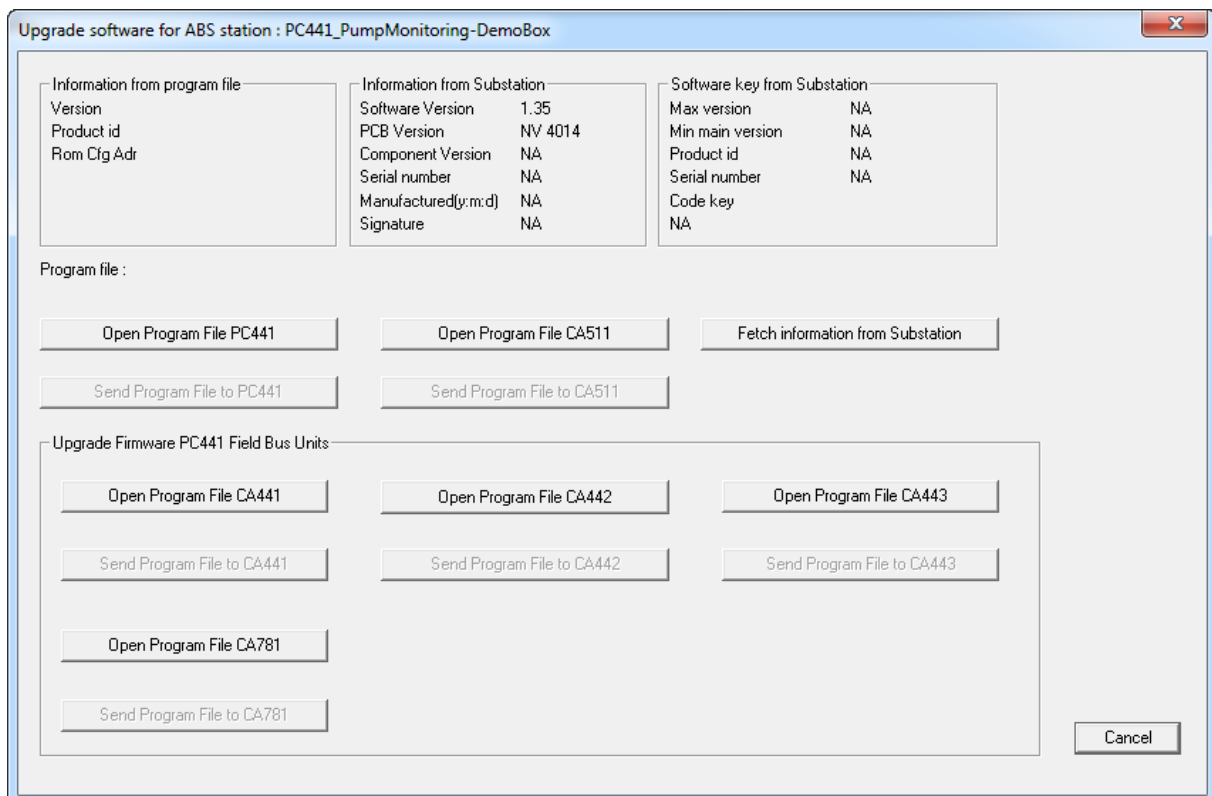 Upgrade software for ABS station : PC441_PumpMonitoring-DemoBox
Information from program file
Version
Product id
Rom Cfg Adr
Information from Substation
Software Version 1.35
PCB Version NV 4014
Component Version NA
Serial number NA
Manufactured(y:m:d) NA
Signature NA
Software key from Substation
Max version NA
Min main version NA
Product id NA
Serial number NA
Code key
NA
Program file :
Open Program File PC441
Open Program File CA511
Fetch information from Substation
Send Program File to PC441
Send Program File to CA511
Upgrade Firmware PC441 Field Bus Units
Open Program File CA441
Open Program File CA442
Open Program File CA443
Send Program File to CA441
Send Program File to CA442
Send Program File to CA443
Open Program File CA781
Send Program File to CA781
Cancel